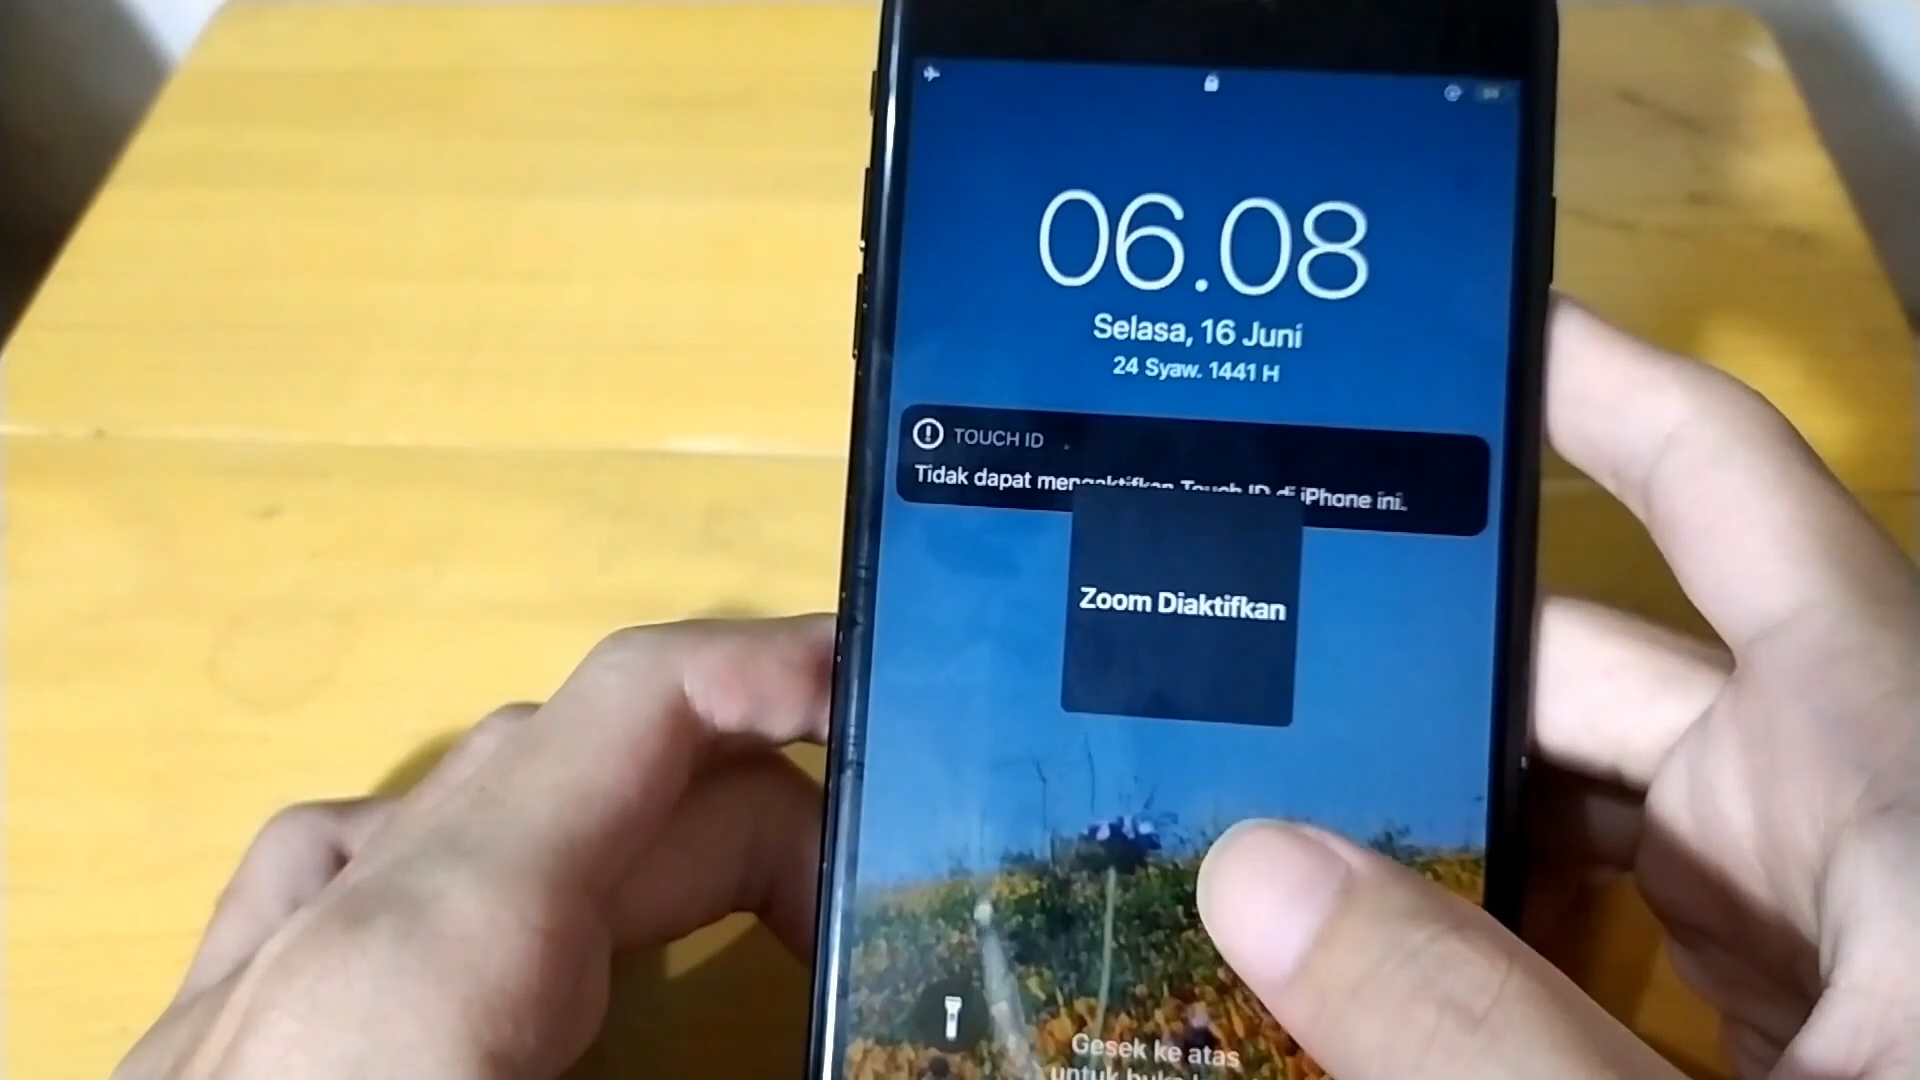 06.08
Selasa, 16 Juni
24 Syaw. 1441 H
TOUCH ID
Tidak dapat mengaktifkan Touch ID di iPhone ini.
Zoom Diaktifkan
Gesek ke atas
untuk